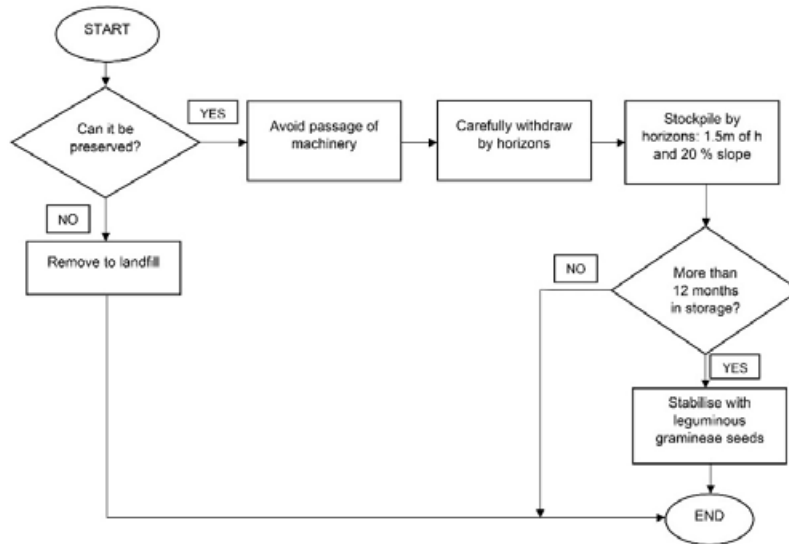 START
Can it be
preserved?
YES
Avoid passage of
machinery
Carefully withdraw
by horizons
Stockpile by
horizons: 1.5m of h
and 20 % slope
NO
Remove to landfill
NO
More than
12 months
in storage?
YES
Stabilise with
leguminous
gramineae seeds
END